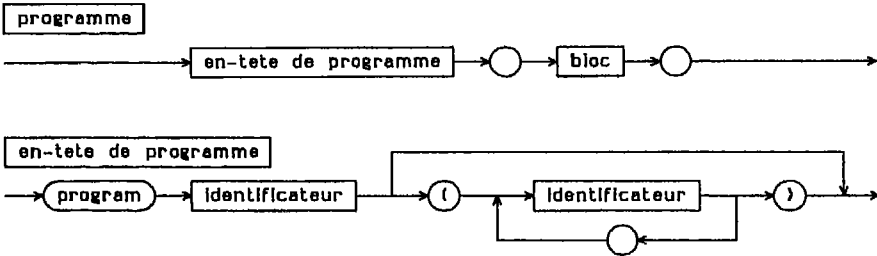 programme
en-tete de programme bloc
en-tete de programme
program identificateur ( identificateur )